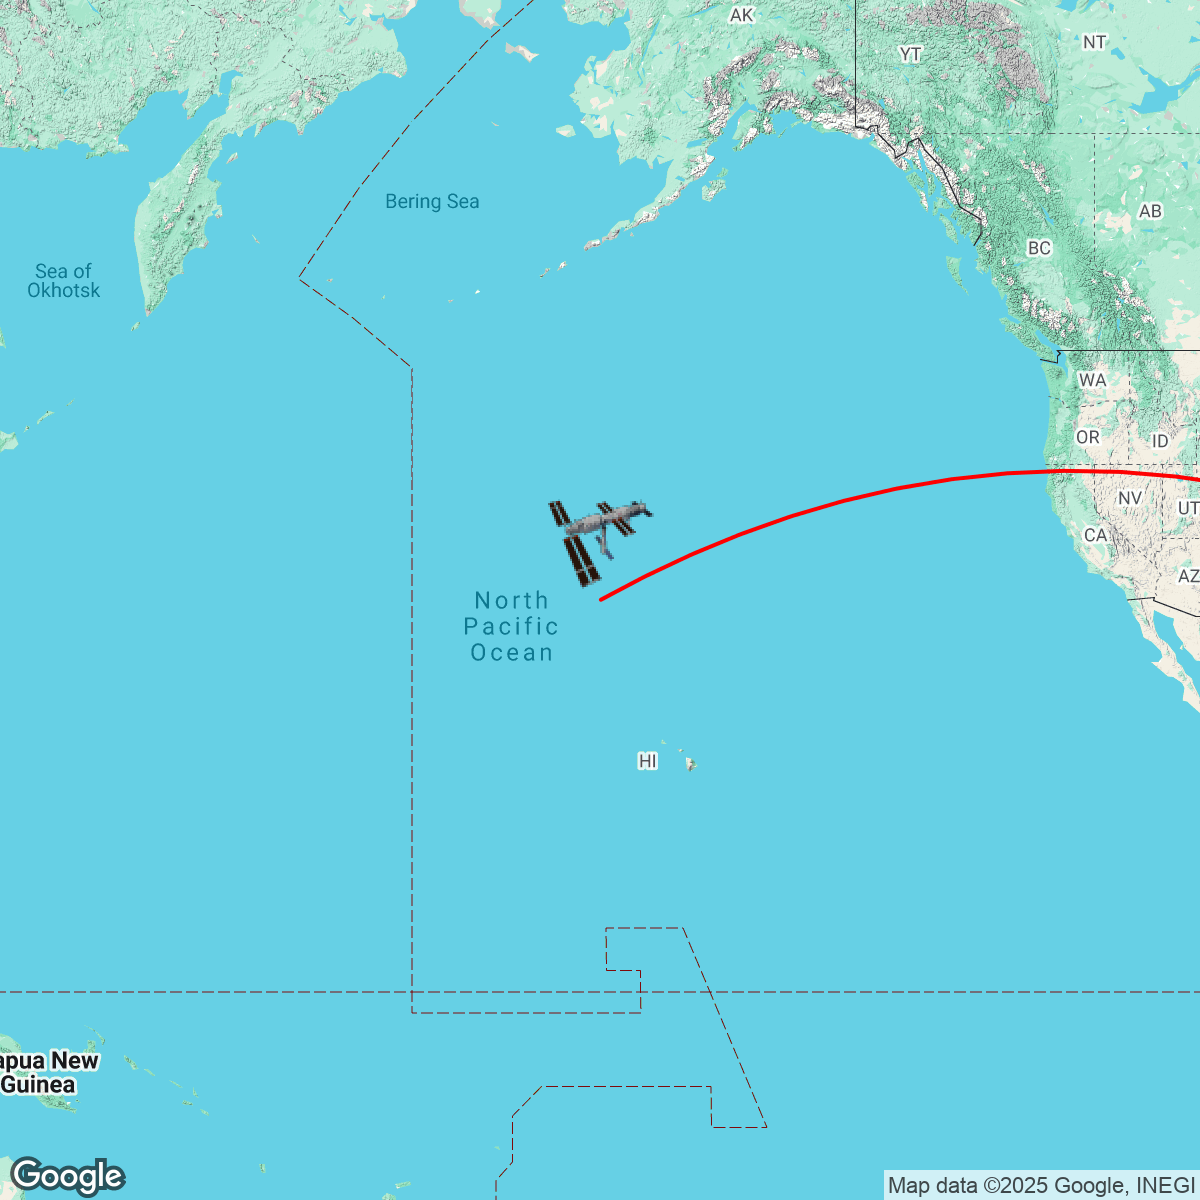 AK
YT
NT
Bering Sea
AB
BC
Sea of
Okhotsk
WA
OR
ID
NV
UT
CA
AZ
North
Pacific
Ocean
HI
apua New
Guinea
Google
Map data ©2025 Google, INEGI